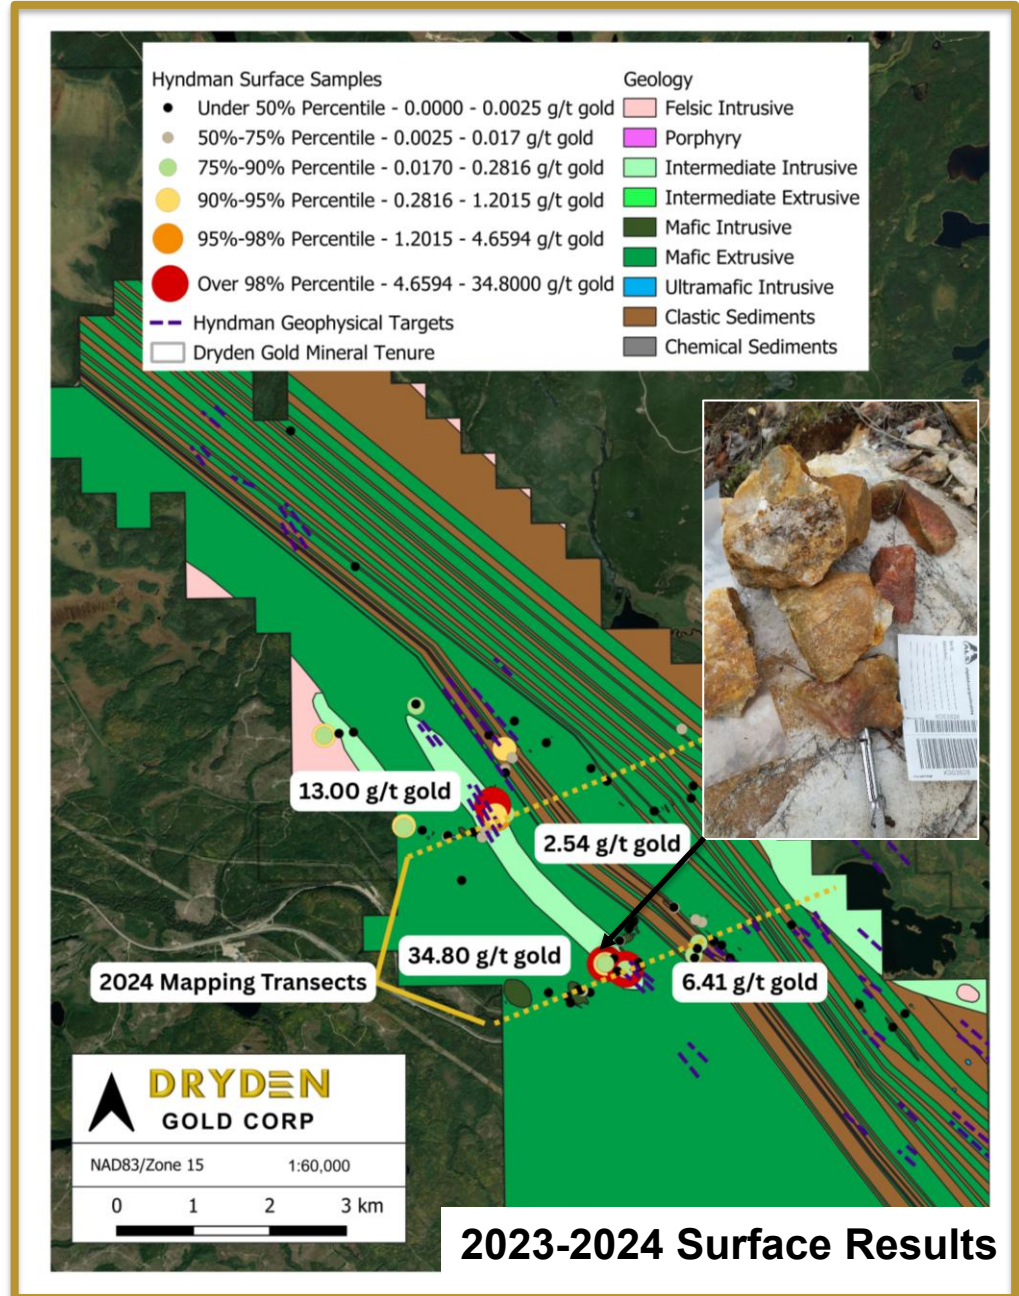 Hyndman Surface Samples
Under 50% Percentile - 0.0000 - 0.0025 g/t gold
50%-75% Percentile - 0.0025 - 0.017 g/t gold
75%-90% Percentile - 0.0170 - 0.2816 g/t gold
90%-95% Percentile - 0.2816 - 1.2015 g/t gold
95%-98% Percentile - 1.2015 - 4.6594 g/t gold
Over 98% Percentile - 4.6594 - 34.8000 g/t gold
Hyndman Geophysical Targets
Dryden Gold Mineral Tenure
Geology
Felsic Intrusive
Porphyry
Intermediate Intrusive
Intermediate Extrusive
Mafic Intrusive
Mafic Extrusive
Ultramafic Intrusive
Clastic Sediments
Chemical Sediments
13.00 g/t gold
2.54 g/t gold
34.80 g/t gold
6.41 g/t gold
2024 Mapping Transects
DRYDEN
GOLD CORP
NAD83/Zone 15 1:60,000
0 1 2 3 km
2023-2024 Surface Results